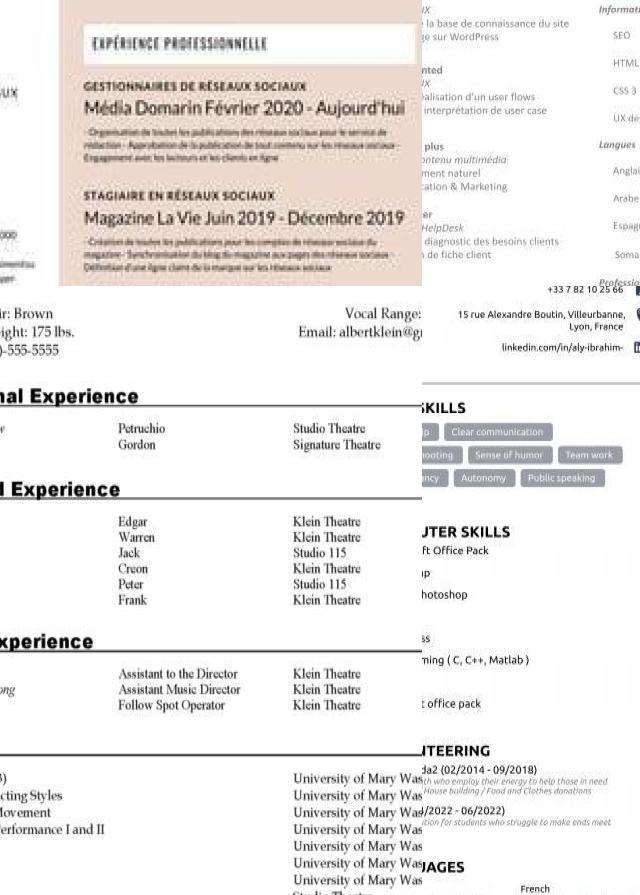 EXPÉRIENCE PROFESSIONNELLE
GESTIONNAIRES DE RÉSEAUX SOCIAUX
Média Domarin Février 2020 - Aujourd'hui
- Organisation de toutes les publications des réseaux sociaux pour le service de
rédaction - Approbation de la publication de tout contenu sur les réseaux sociaux -
Engagement avec les lecteurs et les clients en ligne
STAGIAIRE EN RÉSEAUX SOCIAUX
Magazine La Vie Juin 2019 - Décembre 2019
- Création de toutes les publications pour les comptes de réseaux sociaux du
magazine - Synchronisation du blog du magazine aux pages des réseaux sociaux -
Définition d'une ligne claire de la marque sur les réseaux sociaux
UX
la base de connaissance du site
ge sur WordPress
nted
UX
alisation d'un user flows
interprétation de user case
plus
ontenu multimédia
ment naturel
ation & Marketing
er
HelpDesk
diagnostic des besoins clients
de fiche client
Informati
SEO
HTML
CSS 3
UX de
Langues
Anglai
Arabe
Espag
Soma
Professio
+33 7 82 10 25 66
15 rue Alexandre Boutin, Villeurbanne,
Lyon, France
linkedin.com/in/aly-ibrahim-
ir: Brown
ight: 175 lbs.
)-555-5555
Vocal Range:
Email: albertklein@g
nal Experience
Petruchio Studio Theatre
Gordon Signature Theatre
l Experience
Edgar Klein Theatre
Warren Klein Theatre
Jack Studio 115
Creon Klein Theatre
Peter Studio 115
Frank Klein Theatre
xperience
Assistant to the Director Klein Theatre
ong Assistant Music Director Klein Theatre
Follow Spot Operator Klein Theatre
3) University of Mary Was
cting Styles University of Mary Was
Movement University of Mary Was
erformance I and II University of Mary Was
University of Mary Was
University of Mary Was
University of Mary Was
SKILLS
p Clear communication
ooting Sense of humor Team work
ncy Autonomy Public speaking
UTER SKILLS
ft Office Pack
up
hotoshop
ss
ming ( C, C++, Matlab )
t office pack
NTEERING
da2 (02/2014 - 09/2018)
th who employ their energy to help those in need
House building / Food and Clothes donations
/2022 - 06/2022)
tion for students who struggle to make ends meet
UAGES
French